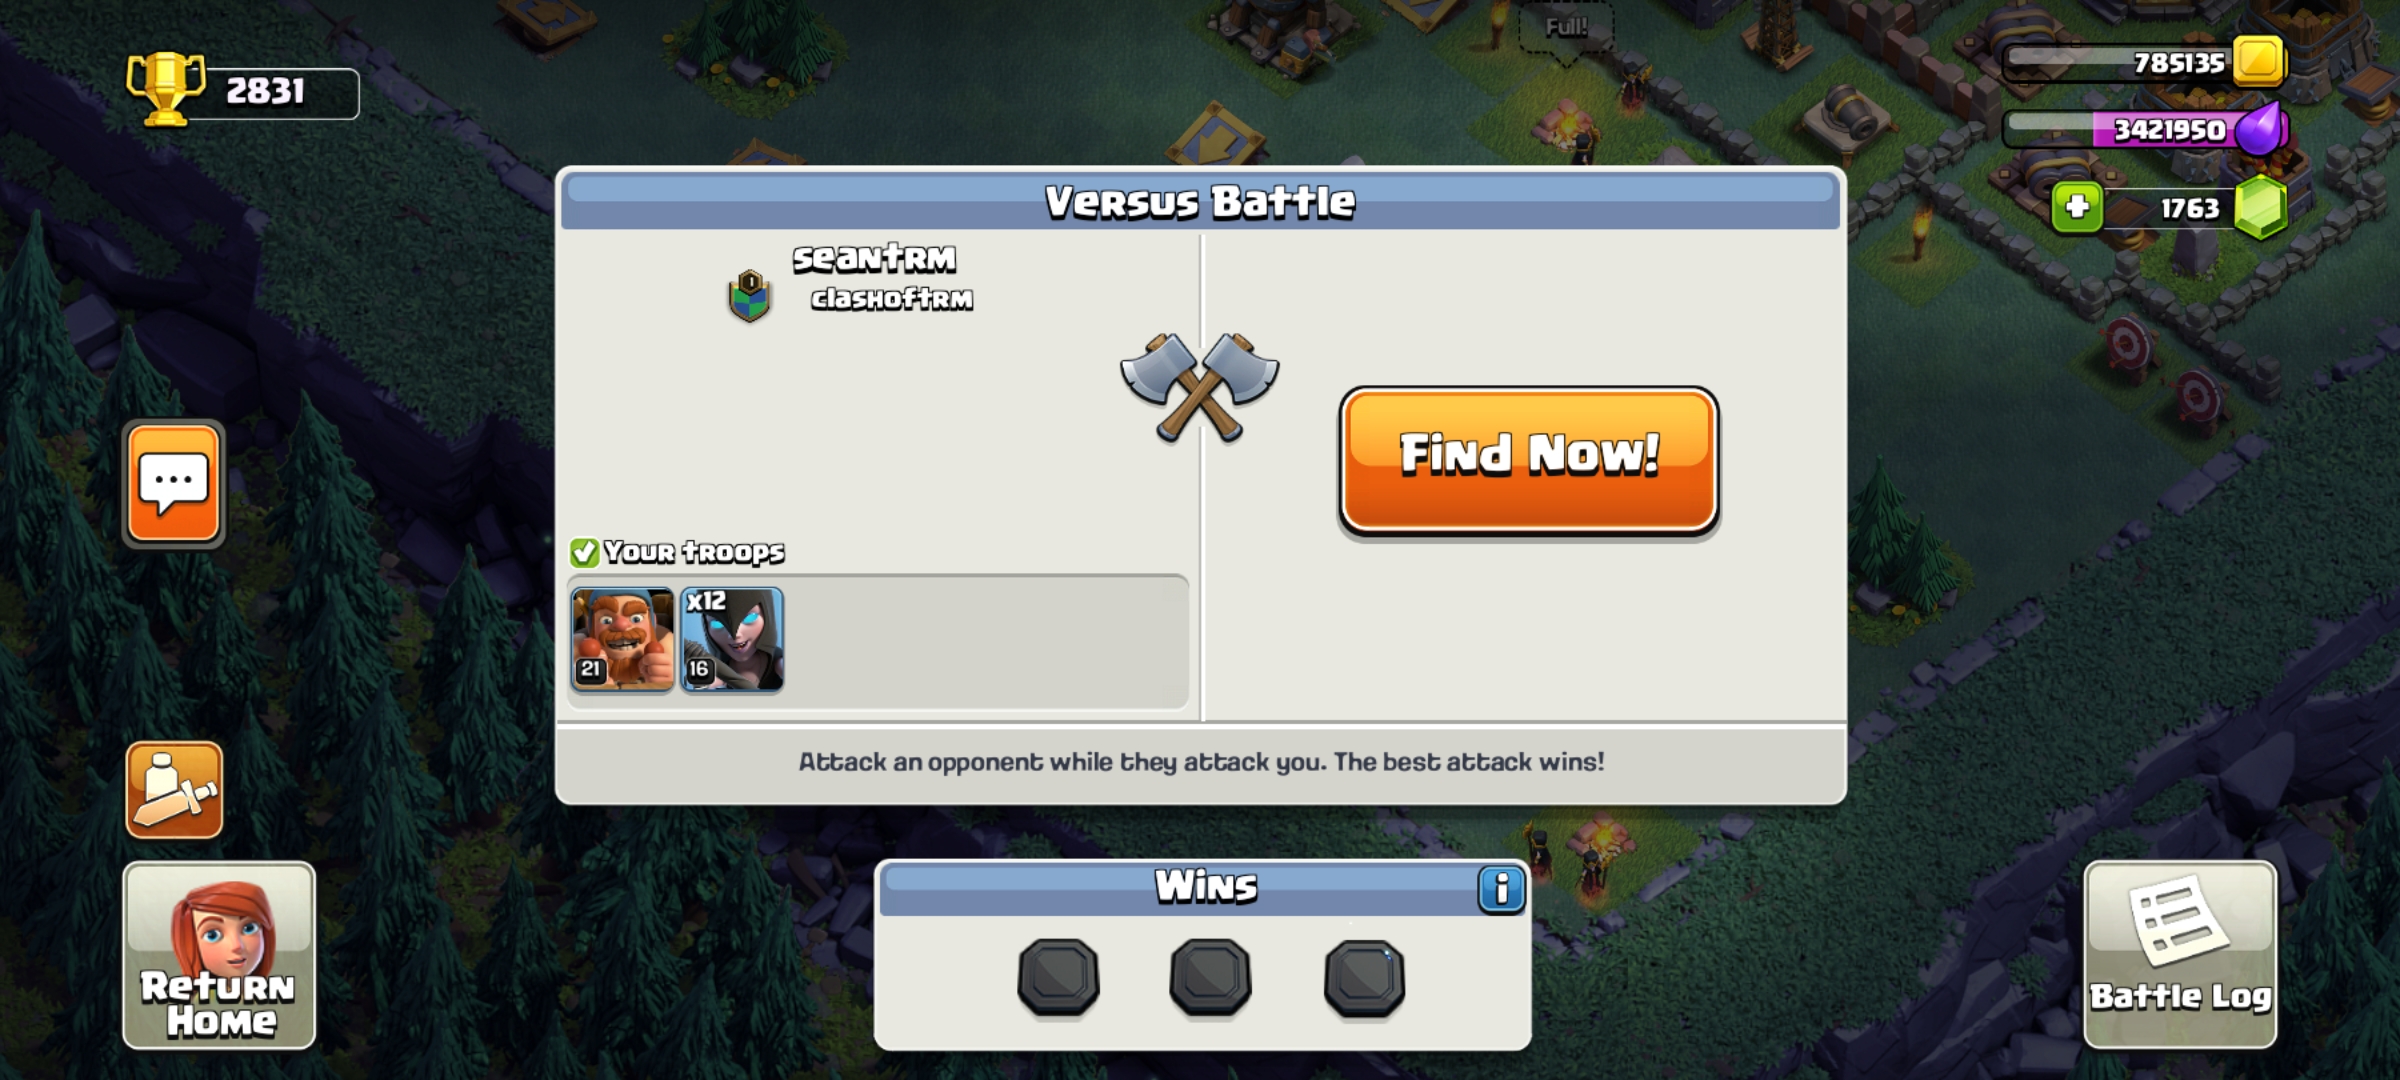 Full!
2831
785135
3421950
1763
Versus Battle
seantrm
clashoftrm
1
Find Now!
Your troops
21
x12
16
Attack an opponent while they attack you. The best attack wins!
Wins
i
Return
Home
Battle Log